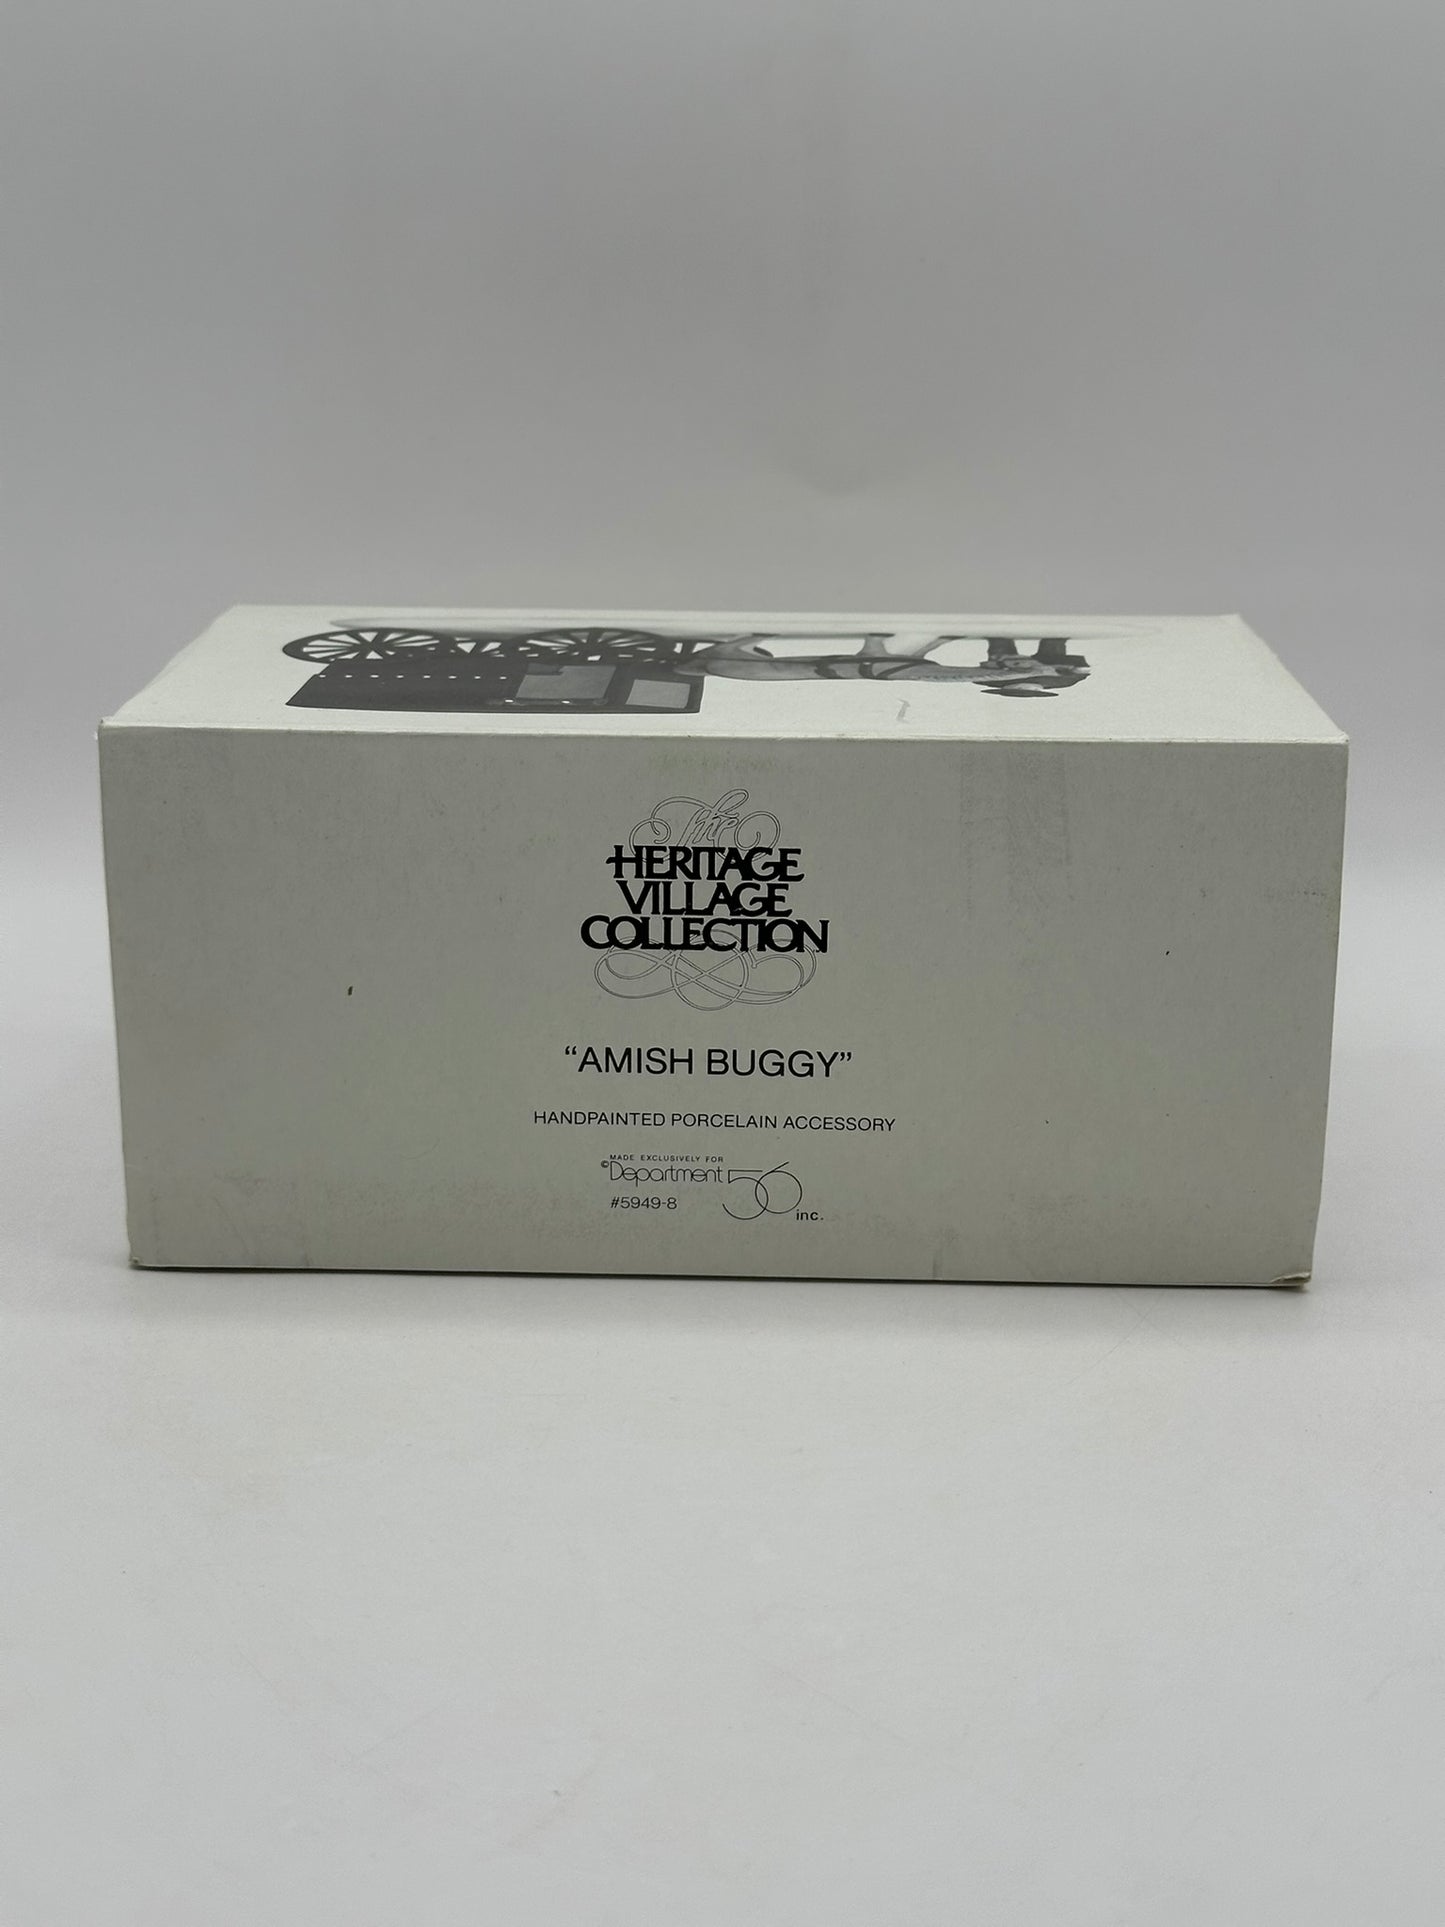 The
HERITAGE
VILLAGE
COLLECTION
“AMISH BUGGY”
HANDPAINTED PORCELAIN ACCESSORY
MADE EXCLUSIVELY FOR
©Department 56 inc.
#5949-8